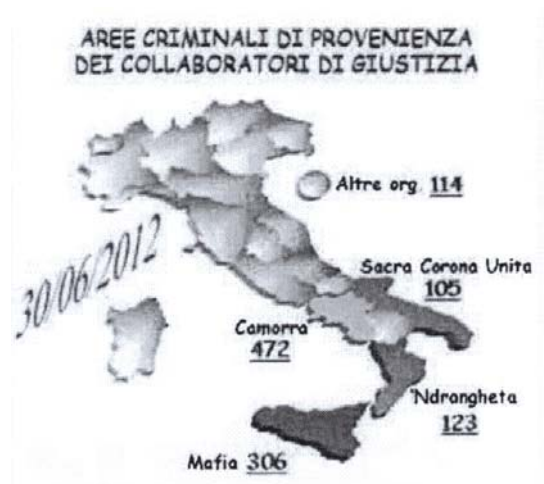 AREE CRIMINALI DI PROVENIENZA
DEI COLLABORATORI DI GIUSTIZIA
Altre org. 114
30/06/2012
Sacra Corona Unita
105
Camorra
472
'Ndrangheta
123
Mafia 306